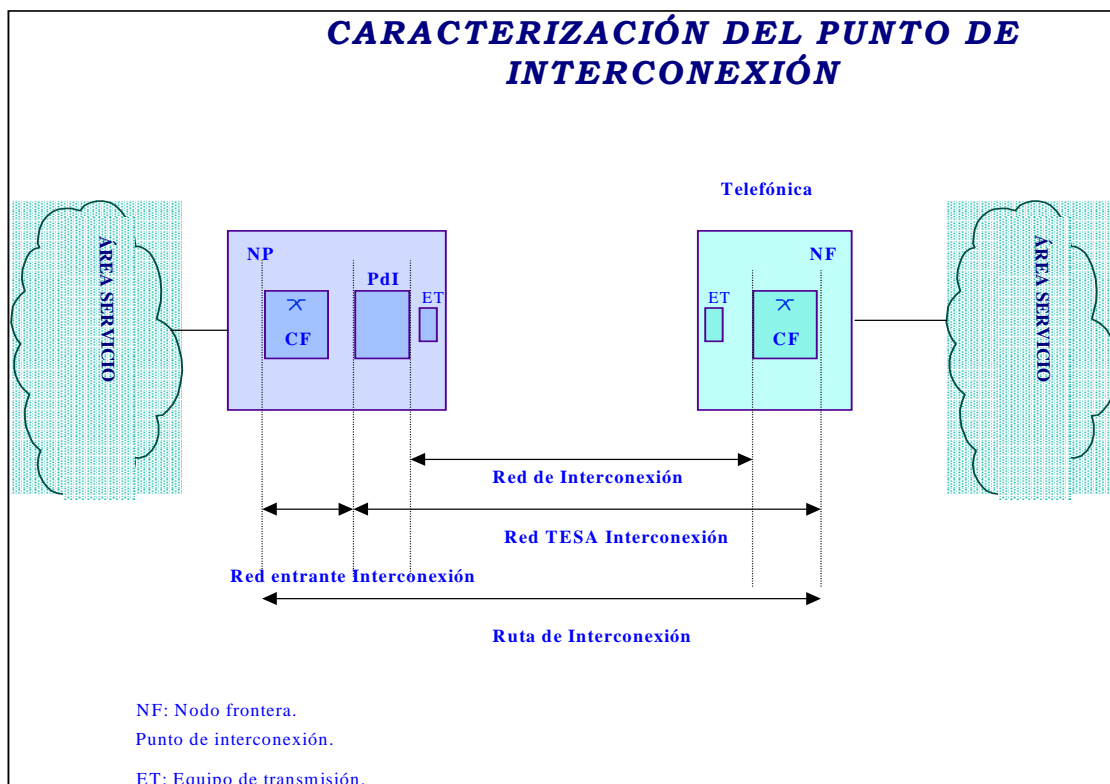 CARACTERIZACIÓN DEL PUNTO DE
INTERCONEXIÓN
Telefónica
ÁREA SERVICIO
NP
PdI
ET
CF
NF
ET
CF
ÁREA SERVICIO
Red de Interconexión
Red TESA Interconexión
Red entrante Interconexión
Ruta de Interconexión
NF: Nodo frontera.
Punto de interconexión.
ET: Equipo de transmisión.